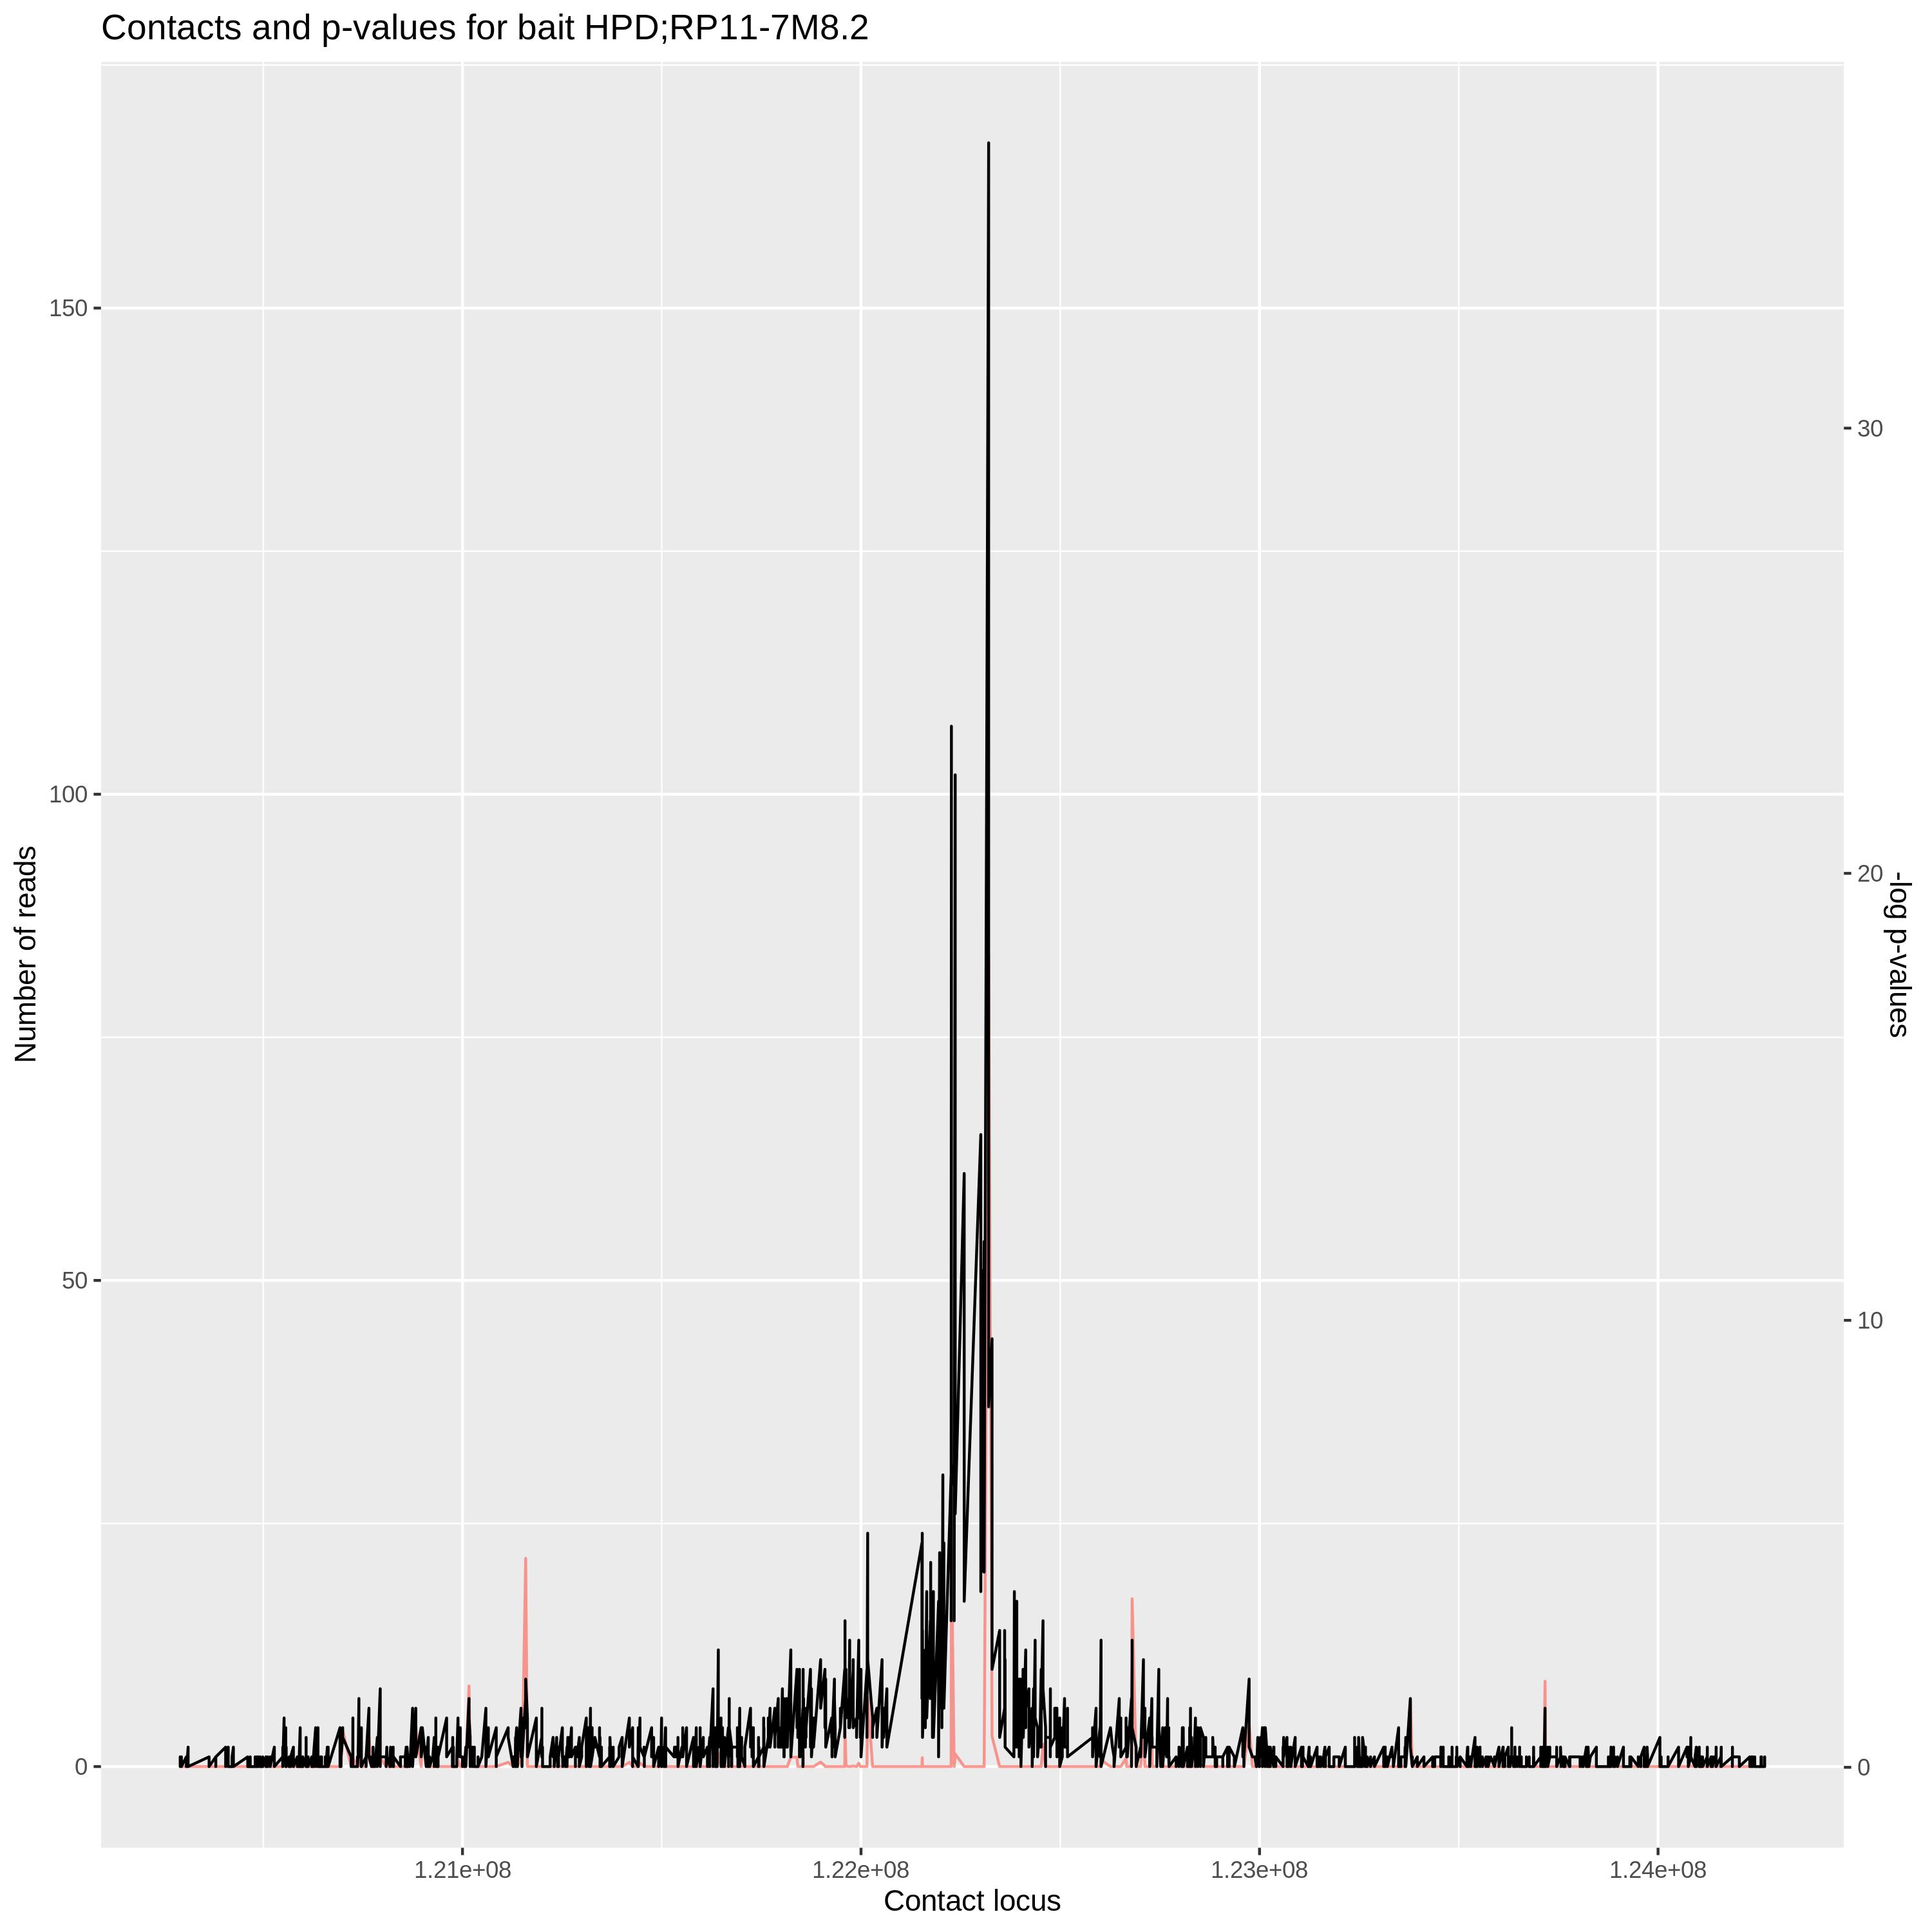 Contacts and p-values for bait HPD;RP11-7M8.2
150
100
50
0
Number of reads
30
20
10
0
-log p-values
1.21e+08
1.22e+08
1.23e+08
1.24e+08
Contact locus